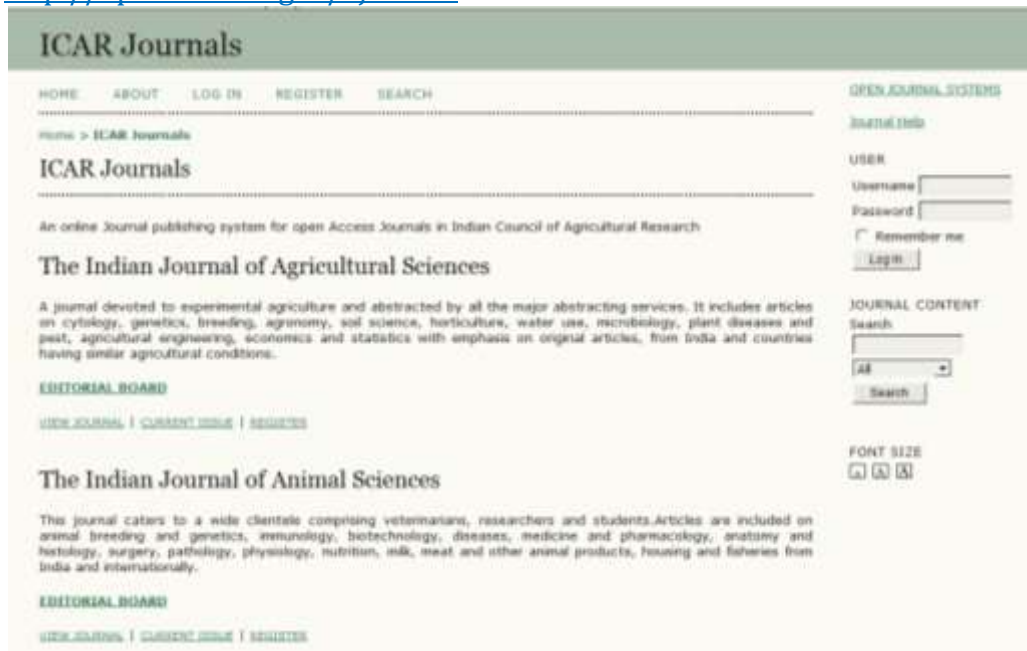 ICAR Journals
HOME ABOUT LOG IN REGISTER SEARCH
Home > ICAR Journals
ICAR Journals
An online Journal publishing system for open Access Journals in Indian Council of Agricultural Research
The Indian Journal of Agricultural Sciences
A journal devoted to experimental agriculture and abstracted by all the major abstracting services. It includes articles
on cytology, genetics, breeding, agronomy, soil science, horticulture, water use, microbiology, plant diseases and
pest, agricultural engineering, economics and statistics with emphasis on original articles, from India and countries
having similar agricultural conditions.
EDITORIAL BOARD
VIEW JOURNAL | CURRENT ISSUE | REGISTER
The Indian Journal of Animal Sciences
This journal caters to a wide clientele comprising veterinarians, researchers and students.Articles are included on
animal breeding and genetics, immunology, biotechnology, diseases, medicine and pharmacology, anatomy and
histology, surgery, pathology, physiology, nutrition, milk, meat and other animal products, housing and fisheries from
India and internationally.
EDITORIAL BOARD
VIEW JOURNAL | CURRENT ISSUE | REGISTER
OPEN JOURNAL SYSTEMS
Journal Help
USER
Username
Password
Remember me
Log In
JOURNAL CONTENT
Search
All
Search
FONT SIZE
A A A